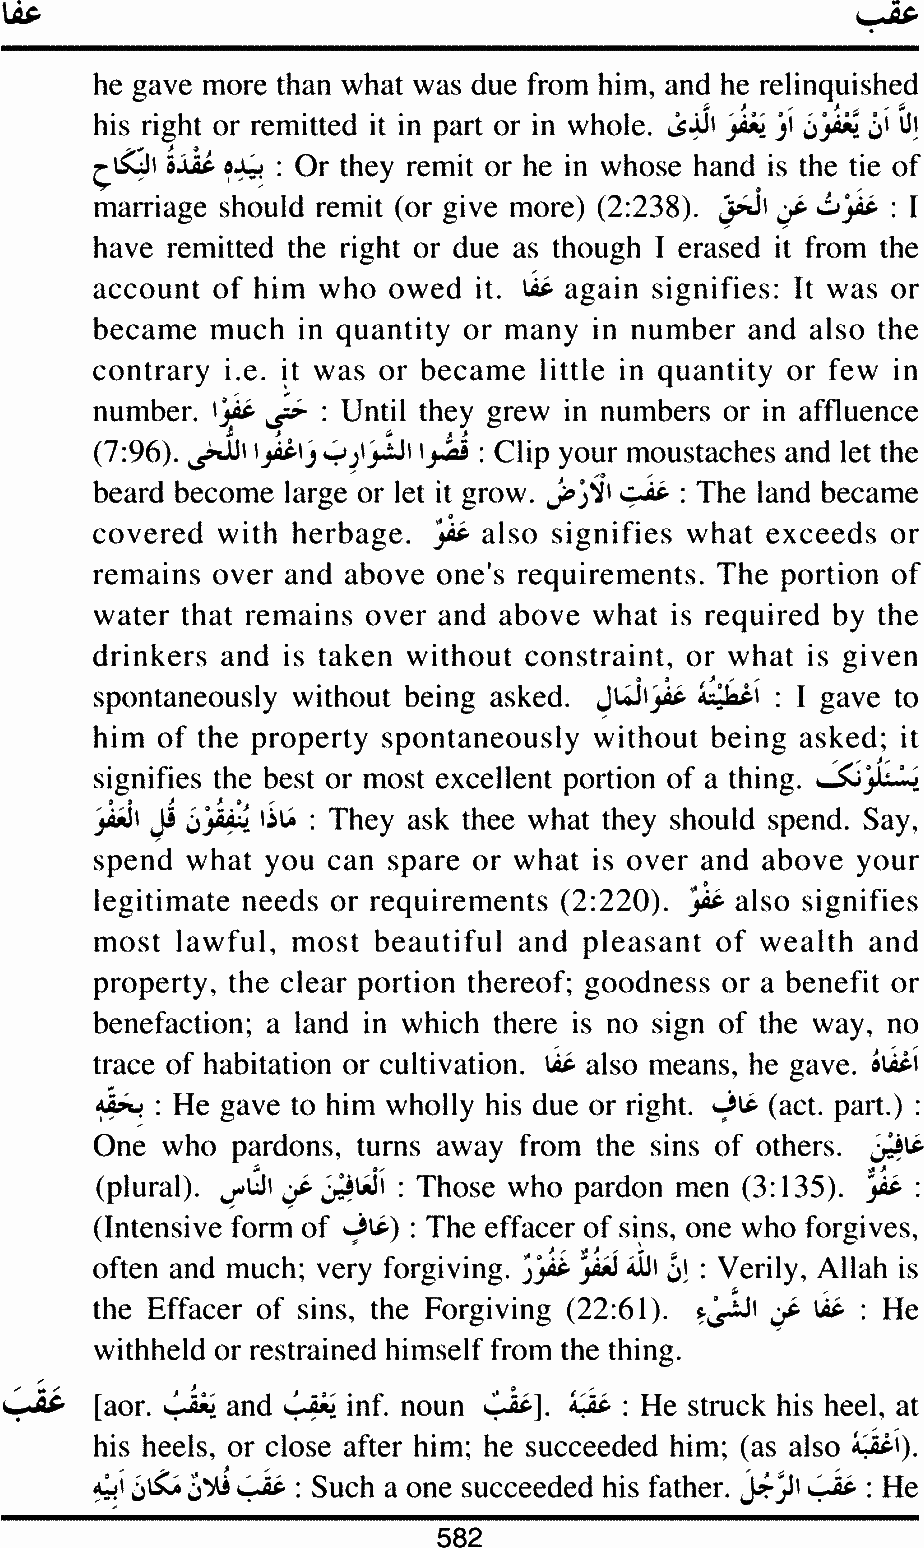 عفا عقب
he gave more than what was due from him, and he relinquished
his right or remitted it in part or in whole. اِلَّا اَنْ يَّعْفُوْنَ اَوْ يَعْفُوَ الَّذِىْ
بِيَدِهٖ عُقْدَةُ النِّكَاحِ : Or they remit or he in whose hand is the tie of
marriage should remit (or give more) (2:238). عَفَوْتُ عَنِ الْحَقِّ : I
have remitted the right or due as though I erased it from the
account of him who owed it. عَفَا again signifies: It was or
became much in quantity or many in number and also the
contrary i.e. it was or became little in quantity or few in
number. حَتّٰى عَفَوْا : Until they grew in numbers or in affluence
(7:96). قُصُّوا الشَّوَارِبَ وَاعْفُوا اللُّحٰى : Clip your moustaches and let the
beard become large or let it grow. عَفَتِ الْاَرْضُ : The land became
covered with herbage. عَفْوٌ also signifies what exceeds or
remains over and above one's requirements. The portion of
water that remains over and above what is required by the
drinkers and is taken without constraint, or what is given
spontaneously without being asked. اَعْطَيْتُهٗ عَفْوَالْمَالِ : I gave to
him of the property spontaneously without being asked; it
signifies the best or most excellent portion of a thing. يَسْئَلُوْنَكَ
مَاذَا يُنْفِقُوْنَ قُلِ الْعَفْوَ : They ask thee what they should spend. Say,
spend what you can spare or what is over and above your
legitimate needs or requirements (2:220). عَفْوٌ also signifies
most lawful, most beautiful and pleasant of wealth and
property, the clear portion thereof; goodness or a benefit or
benefaction; a land in which there is no sign of the way, no
trace of habitation or cultivation. عَفَا also means, he gave. اَعْفَاهُ
بِحَقِّهٖ : He gave to him wholly his due or right. عَافٍ (act. part.) :
One who pardons, turns away from the sins of others. عَافِيْنَ
(plural). اَلْعَافِيْنَ عَنِ النَّاسِ : Those who pardon men (3:135). عَفُوٌّ :
(Intensive form of عَافٍ) : The effacer of sins, one who forgives,
often and much; very forgiving. اِنَّ اللّٰهَ لَعَفُوٌّ غَفُوْرٌ : Verily, Allah is
the Effacer of sins, the Forgiving (22:61). عَفَا عَنِ الشَّىْءِ : He
withheld or restrained himself from the thing.
عَقَبَ [aor. يَعْقُبُ and يَعْقِبُ inf. noun عَقْبٌ]. عَقَبَهٗ : He struck his heel, at
his heels, or close after him; he succeeded him; (as also اَعْقَبَهٗ).
عَقَبَ فُلَانٌ مَكَانَ اَبِيْهِ : Such a one succeeded his father. عَقَبَ الرَّجُلَ : He
582